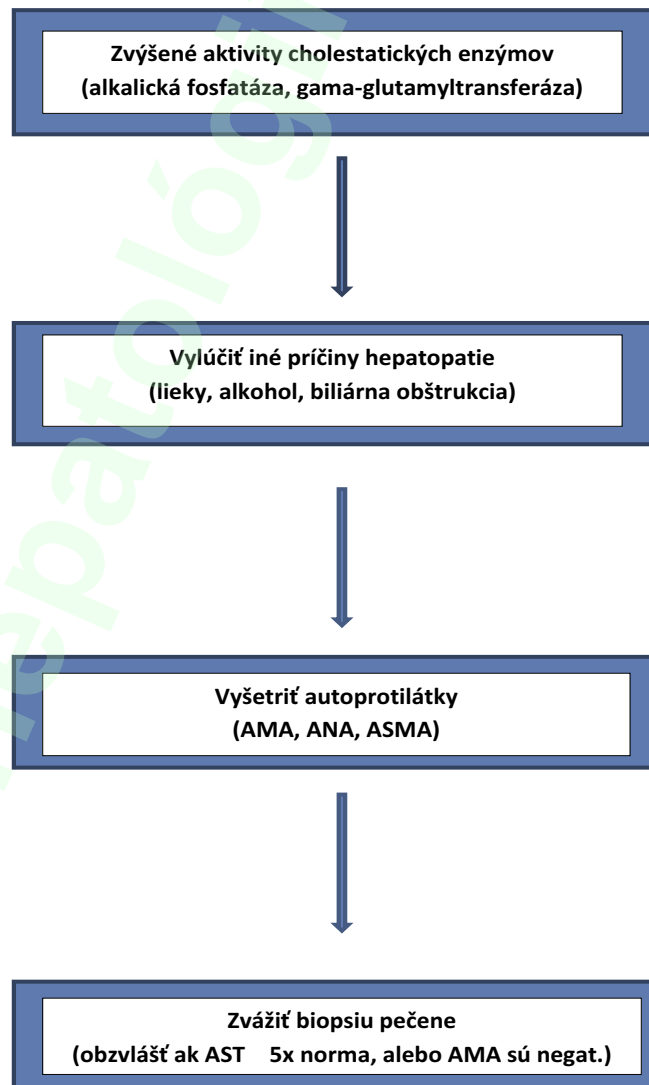 Zvýšené aktivity cholestatických enzýmov
(alkalická fosfatáza, gama-glutamyltransferáza)
Vylúčiť iné príčiny hepatopatie
(lieky, alkohol, biliárna obštrukcia)
Vyšetriť autoprotilátky
(AMA, ANA, ASMA)
Zvážiť biopsiu pečene
(obzvlášť ak AST 5x norma, alebo AMA sú negat.)